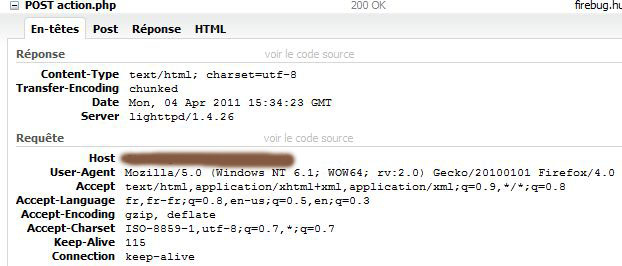 POST action.php 200 OK firebug.hu
En-têtes Post Réponse HTML
Réponse voir le code source
Content-Type text/html; charset=utf-8
Transfer-Encoding chunked
Date Mon, 04 Apr 2011 15:34:23 GMT
Server lighttpd/1.4.26
Requête voir le code source
Host
User-Agent Mozilla/5.0 (Windows NT 6.1; WOW64; rv:2.0) Gecko/20100101 Firefox/4.0
Accept text/html,application/xhtml+xml,application/xml;q=0.9,*/*;q=0.8
Accept-Language fr,fr-fr;q=0.8,en-us;q=0.5,en;q=0.3
Accept-Encoding gzip, deflate
Accept-Charset ISO-8859-1,utf-8;q=0.7,*;q=0.7
Keep-Alive 115
Connection keep-alive